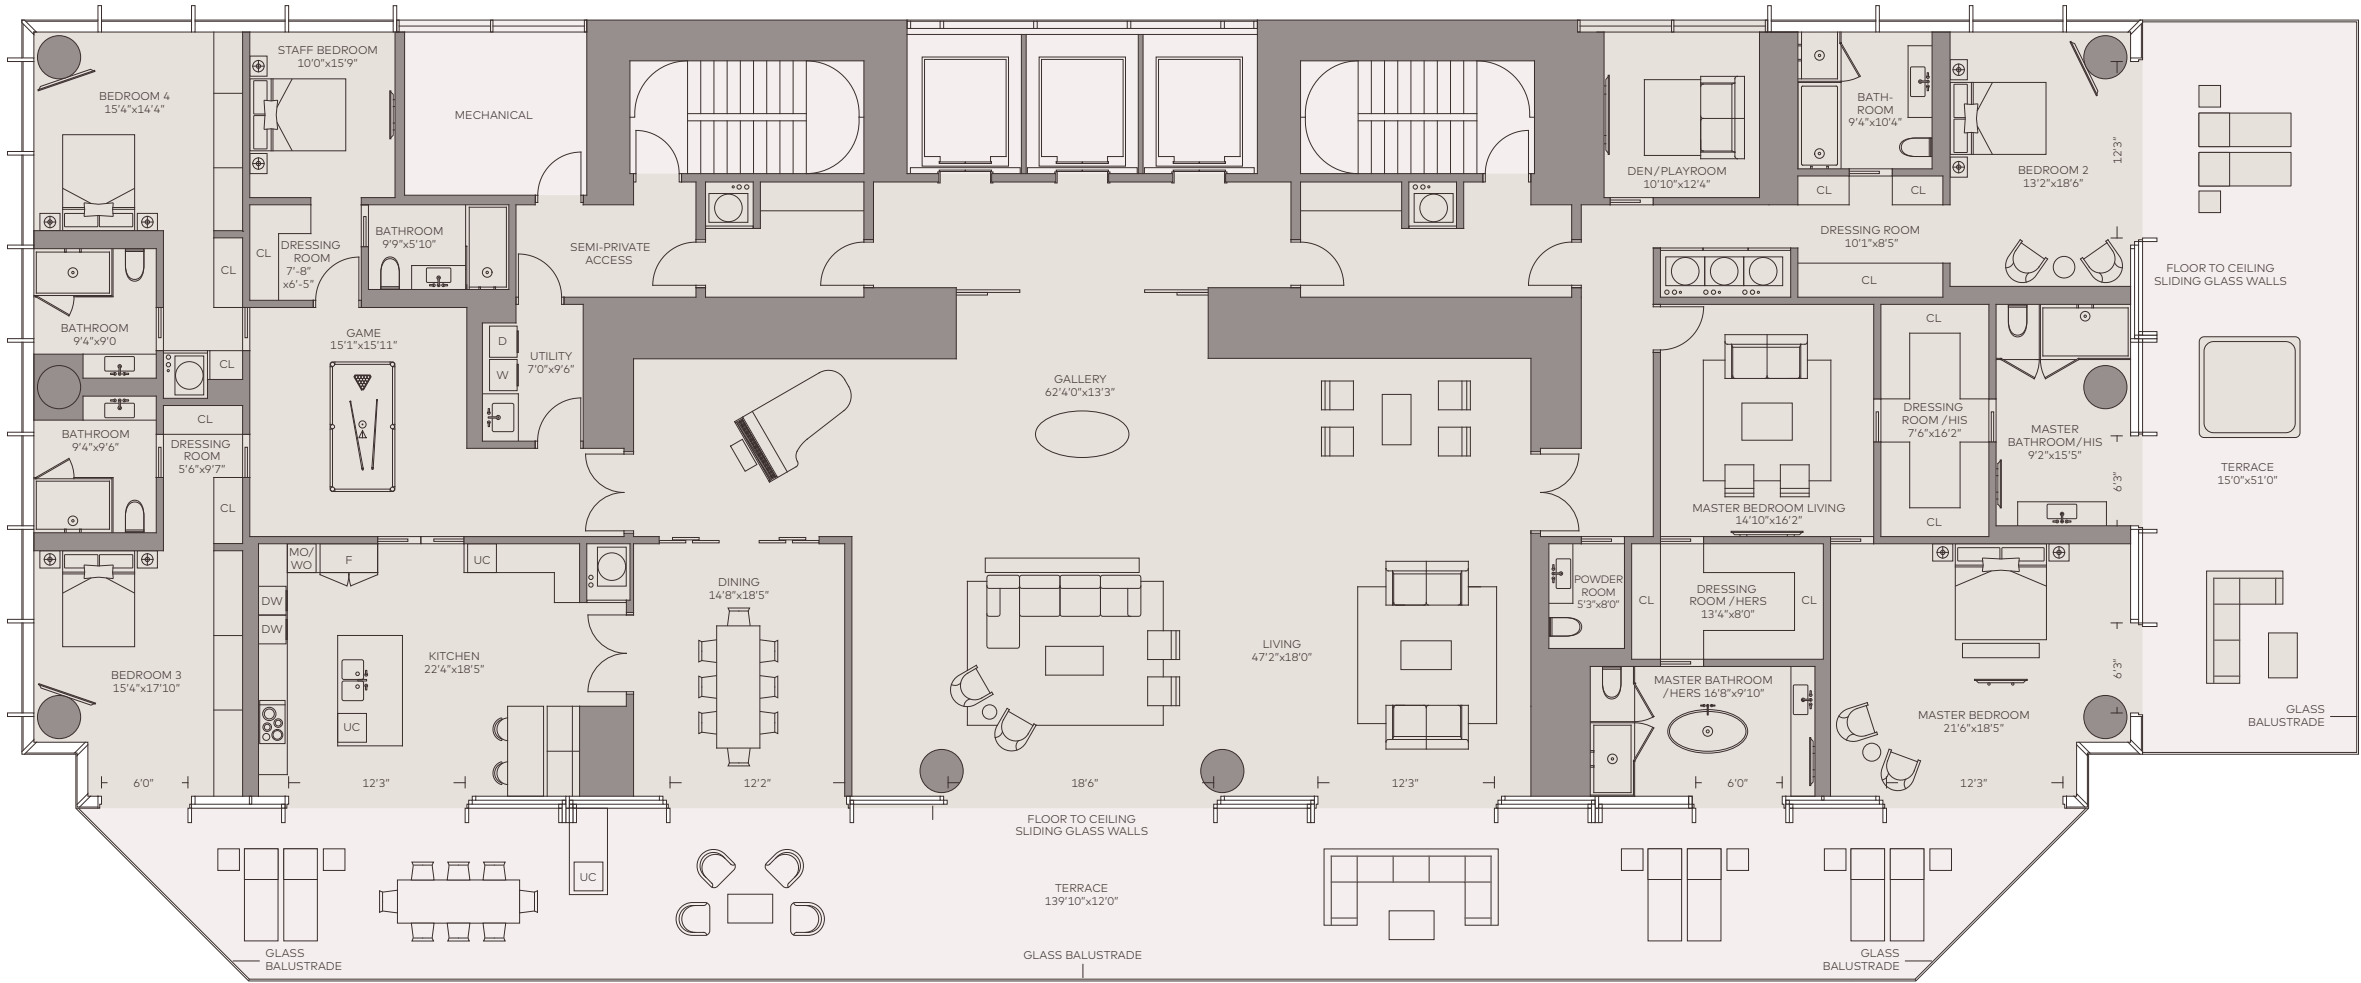 STAFF BEDROOM
10'0"x15'9"
BEDROOM 4
15'4"x14'4"
MECHANICAL
DEN/PLAYROOM
10'10"x12'4"
BATH-
ROOM
9'4"x10'4"
CL
CL
BEDROOM 2
13'2"x18'6"
12'3"
CL
DRESSING
ROOM
7'-8"
x6'-5"
BATHROOM
9'9"x5'10"
SEMI-PRIVATE
ACCESS
DRESSING ROOM
10'1"x8'5"
CL
FLOOR TO CEILING
SLIDING GLASS WALLS
CL
BATHROOM
9'4"x9'0
CL
GAME
15'1"x15'11"
D
W
UTILITY
7'0"x9'6"
GALLERY
62'4'0"x13'3"
CL
DRESSING
ROOM /HIS
7'6"x16'2"
CL
MASTER
BATHROOM/HIS
9'2"x15'5"
6'3"
TERRACE
15'0"x51'0"
CL
BATHROOM
9'4"x9'6"
DRESSING
ROOM
5'6"x9'7"
CL
MASTER BEDROOM LIVING
14'10"x16'2"
MO/
WO
F
UC
DW
DW
KITCHEN
22'4"x18'5"
UC
DINING
14'8"x18'5"
LIVING
47'2"x18'0"
POWDER
ROOM
5'3"x8'0"
CL
DRESSING
ROOM /HERS
13'4"x8'0"
CL
BEDROOM 3
15'4"x17'10"
MASTER BATHROOM
/HERS 16'8"x9'10"
MASTER BEDROOM
21'6"x18'5"
6'3"
GLASS
BALUSTRADE
6'0"
12'3"
12'2"
18'6"
12'3"
6'0"
12'3"
FLOOR TO CEILING
SLIDING GLASS WALLS
UC
TERRACE
139'10"x12'0"
GLASS
BALUSTRADE
GLASS BALUSTRADE
GLASS
BALUSTRADE